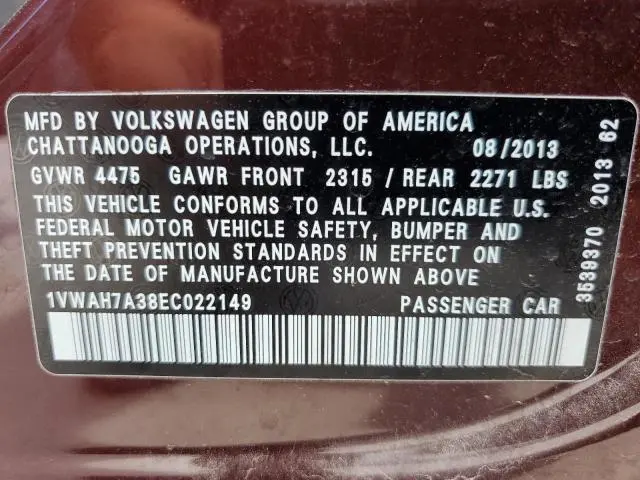 MFD BY VOLKSWAGEN GROUP OF AMERICA
CHATTANOOGA OPERATIONS, LLC. 08/2013
GVWR 4475 GAWR FRONT 2315 / REAR 2271 LBS
THIS VEHICLE CONFORMS TO ALL APPLICABLE U.S.
FEDERAL MOTOR VEHICLE SAFETY, BUMPER AND
THEFT PREVENTION STANDARDS IN EFFECT ON
THE DATE OF MANUFACTURE SHOWN ABOVE
1VWAH7A38EC022149 PASSENGER CAR
3539370 2013 62